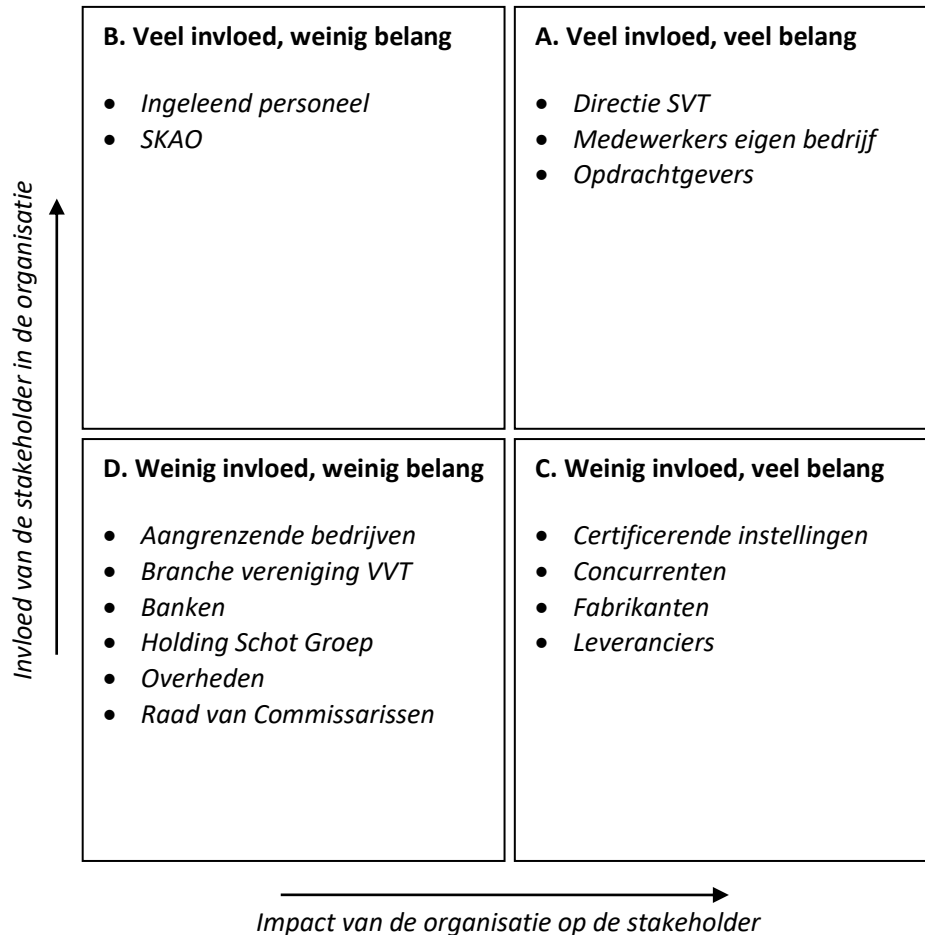 B. Veel invloed, weinig belang
• Ingeleend personeel
• SKAO
A. Veel invloed, veel belang
• Directie SVT
• Medewerkers eigen bedrijf
• Opdrachtgevers
Invloed van de stakeholder in de organisatie
D. Weinig invloed, weinig belang
• Aangrenzende bedrijven
• Branche vereniging VVT
• Banken
• Holding Schot Groep
• Overheden
• Raad van Commissarissen
C. Weinig invloed, veel belang
• Certificerende instellingen
• Concurrenten
• Fabrikanten
• Leveranciers
Impact van de organisatie op de stakeholder